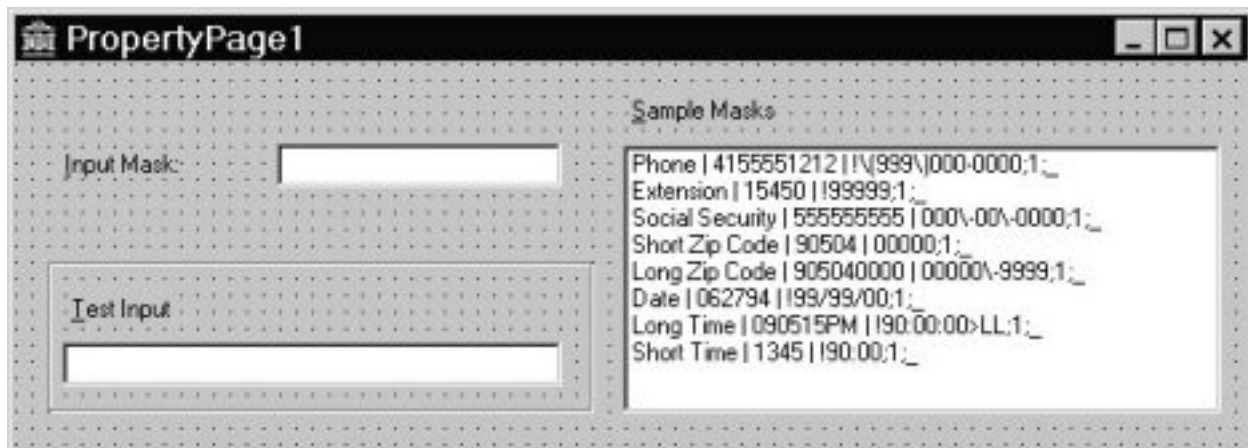 PropertyPage1
Sample Masks
Input Mask:
Phone | 4155551212 | !\(999\)000-0000;1;_
Extension | 15450 | !99999;1;_
Social Security | 555555555 | 000\-00\-0000;1;_
Short Zip Code | 90504 | 00000;1;_
Long Zip Code | 905040000 | 00000\-9999;1;_
Date | 062794 | !99/99/00;1;_
Long Time | 090515PM | !90:00:00>LL;1;_
Short Time | 1345 | !90:00;1;_
Test Input